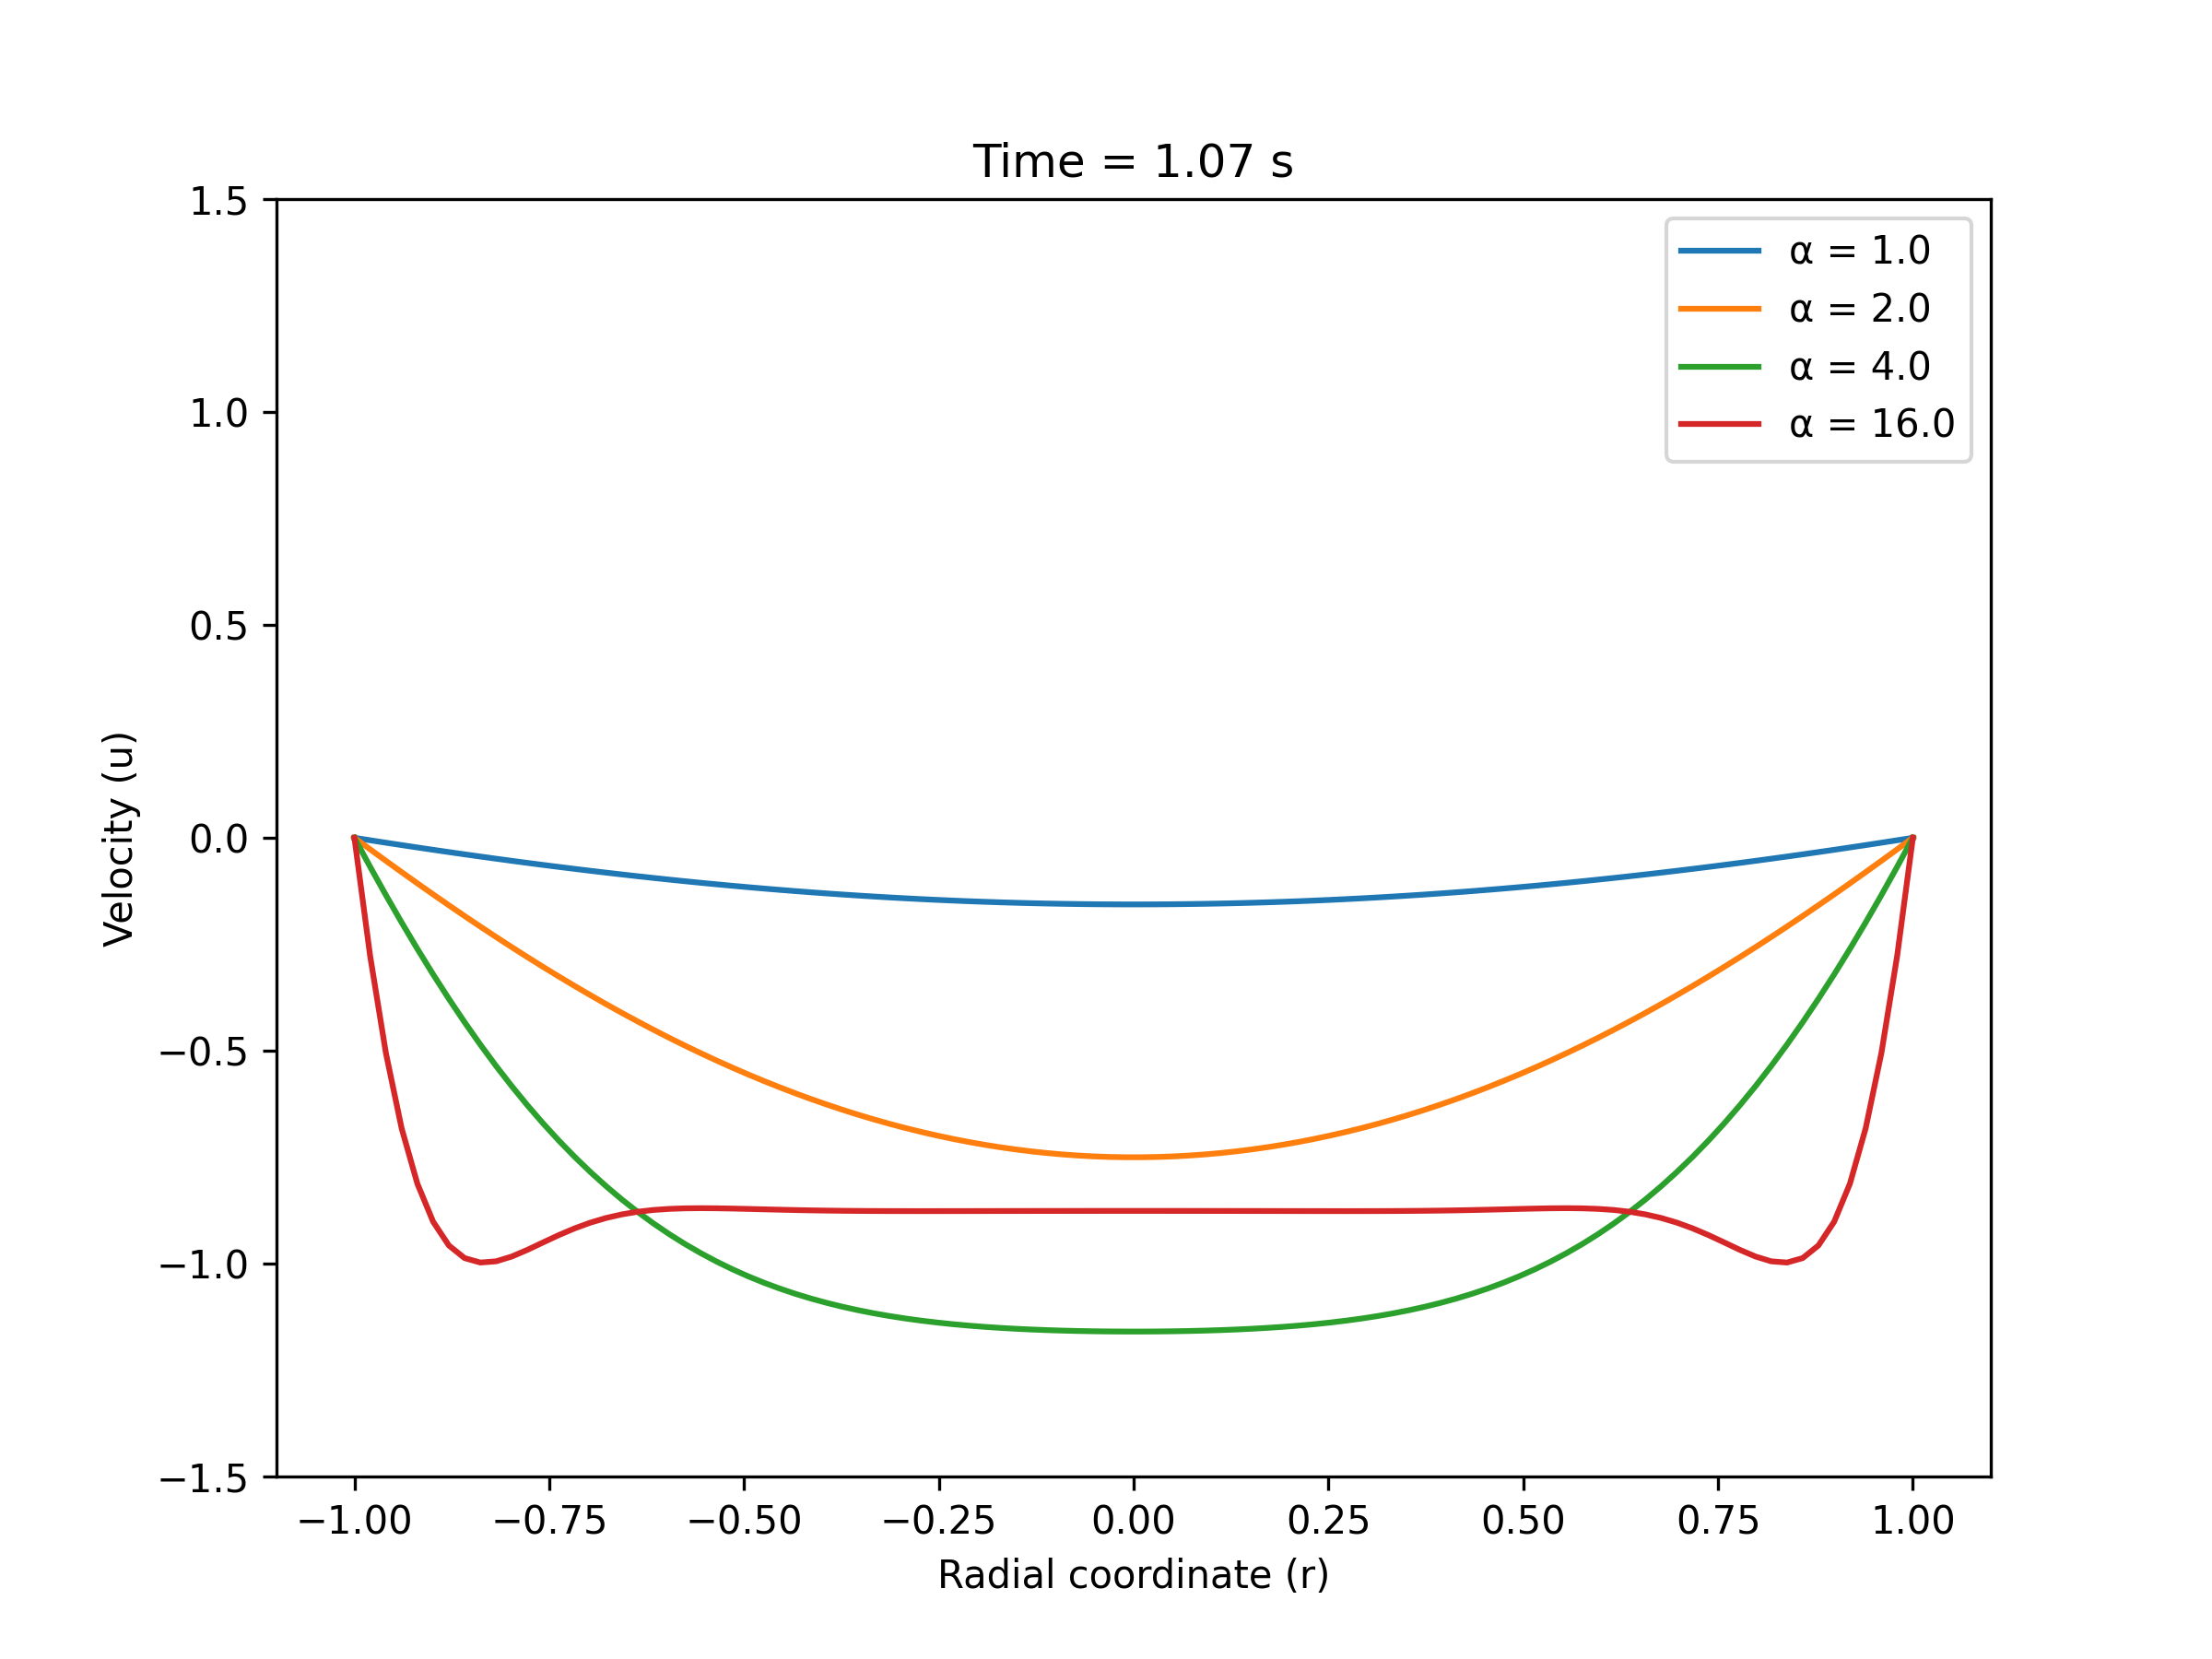 Time = 1.07 s
α = 1.0
α = 2.0
α = 4.0
α = 16.0
Velocity (u)
1.5
1.0
0.5
0.0
−0.5
−1.0
−1.5
−1.00 −0.75 −0.50 −0.25 0.00 0.25 0.50 0.75 1.00
Radial coordinate (r)